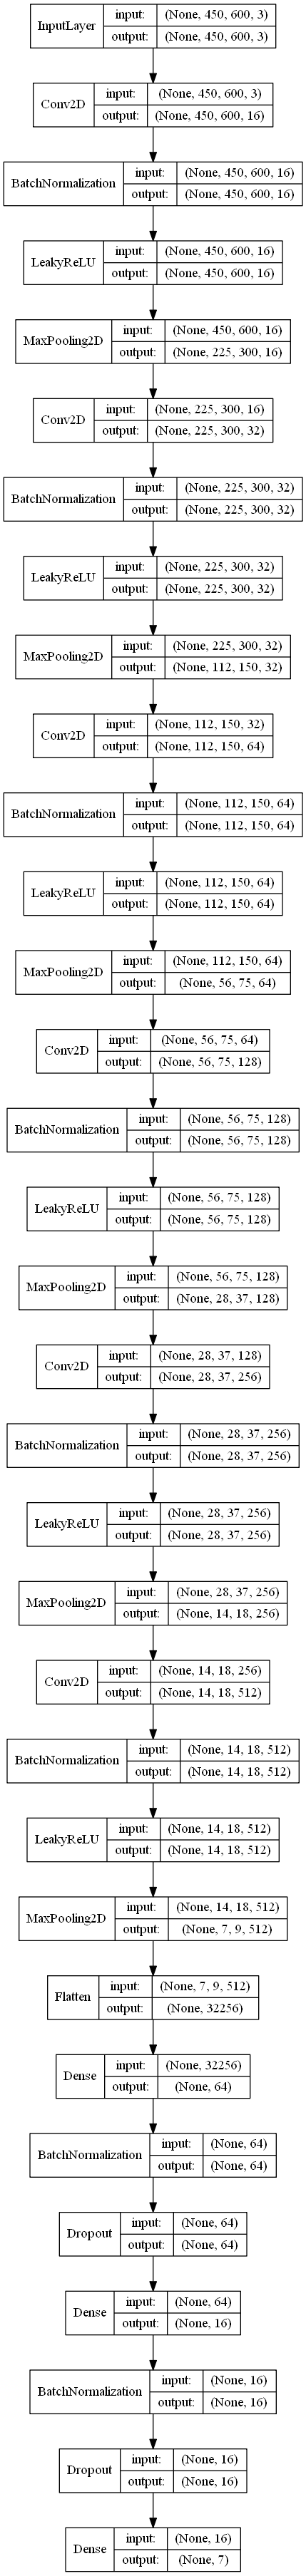 InputLayer
input: (None, 450, 600, 3)
output: (None, 450, 600, 3)
Conv2D
input: (None, 450, 600, 3)
output: (None, 450, 600, 16)
BatchNormalization
input: (None, 450, 600, 16)
output: (None, 450, 600, 16)
LeakyReLU
input: (None, 450, 600, 16)
output: (None, 450, 600, 16)
MaxPooling2D
input: (None, 450, 600, 16)
output: (None, 225, 300, 16)
Conv2D
input: (None, 225, 300, 16)
output: (None, 225, 300, 32)
BatchNormalization
input: (None, 225, 300, 32)
output: (None, 225, 300, 32)
LeakyReLU
input: (None, 225, 300, 32)
output: (None, 225, 300, 32)
MaxPooling2D
input: (None, 225, 300, 32)
output: (None, 112, 150, 32)
Conv2D
input: (None, 112, 150, 32)
output: (None, 112, 150, 64)
BatchNormalization
input: (None, 112, 150, 64)
output: (None, 112, 150, 64)
LeakyReLU
input: (None, 112, 150, 64)
output: (None, 112, 150, 64)
MaxPooling2D
input: (None, 112, 150, 64)
output: (None, 56, 75, 64)
Conv2D
input: (None, 56, 75, 64)
output: (None, 56, 75, 128)
BatchNormalization
input: (None, 56, 75, 128)
output: (None, 56, 75, 128)
LeakyReLU
input: (None, 56, 75, 128)
output: (None, 56, 75, 128)
MaxPooling2D
input: (None, 56, 75, 128)
output: (None, 28, 37, 128)
Conv2D
input: (None, 28, 37, 128)
output: (None, 28, 37, 256)
BatchNormalization
input: (None, 28, 37, 256)
output: (None, 28, 37, 256)
LeakyReLU
input: (None, 28, 37, 256)
output: (None, 28, 37, 256)
MaxPooling2D
input: (None, 28, 37, 256)
output: (None, 14, 18, 256)
Conv2D
input: (None, 14, 18, 256)
output: (None, 14, 18, 512)
BatchNormalization
input: (None, 14, 18, 512)
output: (None, 14, 18, 512)
LeakyReLU
input: (None, 14, 18, 512)
output: (None, 14, 18, 512)
MaxPooling2D
input: (None, 14, 18, 512)
output: (None, 7, 9, 512)
Flatten
input: (None, 7, 9, 512)
output: (None, 32256)
Dense
input: (None, 32256)
output: (None, 64)
BatchNormalization
input: (None, 64)
output: (None, 64)
Dropout
input: (None, 64)
output: (None, 64)
Dense
input: (None, 64)
output: (None, 16)
BatchNormalization
input: (None, 16)
output: (None, 16)
Dropout
input: (None, 16)
output: (None, 16)
Dense
input: (None, 16)
output: (None, 7)